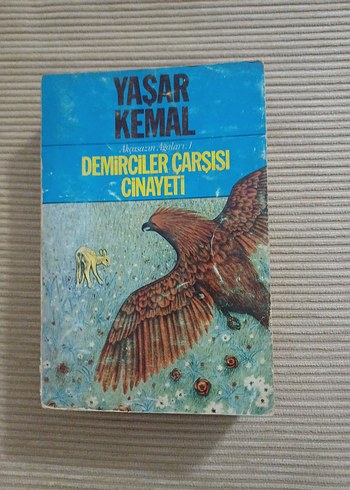 YAŞAR
KEMAL
Akçasazın Ağaları: 1
DEMİRCİLER ÇARŞISI
CİNAYETİ